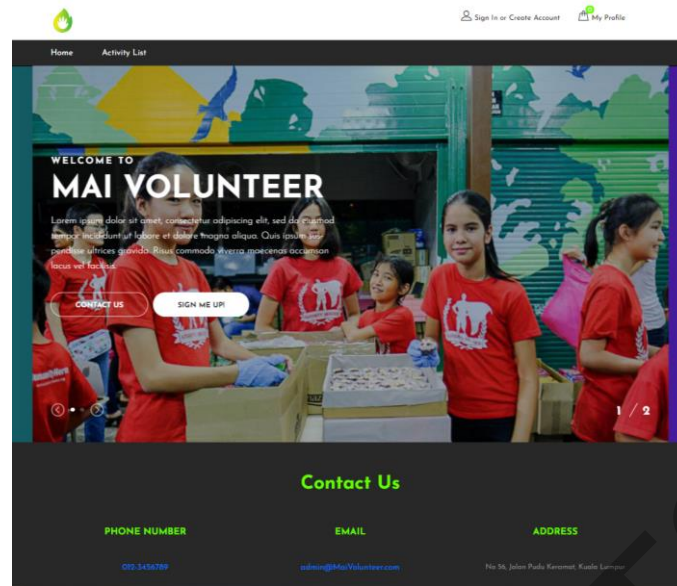 Sign In or Create Account
My Profile
Home
Activity List
WELCOME TO
MAI VOLUNTEER
Lorem ipsum dolor sit amet, consectetur adipiscing elit, sed do eiusmod
tempor incididunt ut labore et dolore magna aliqua. Quis ipsum
pendisse ultrices gravida. Risus commodo viverra maecenas accumsan
lacus vel facilisis.
CONTACT US
SIGN ME UP!
1 / 2
Contact Us
PHONE NUMBER
EMAIL
ADDRESS
012-3456789
admin@MaiVolunteer.com
No 56, Jalan Padu Keramat, Kuala Lumpur